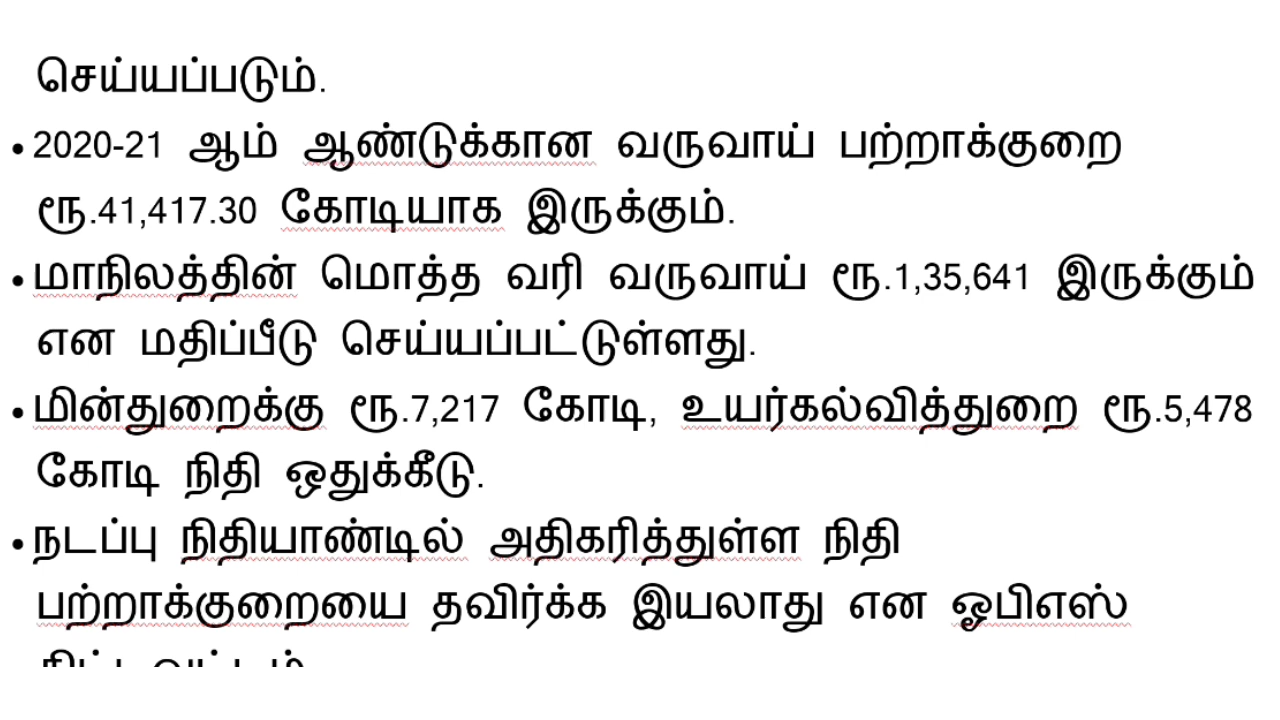 செய்யப்படும்.
•2020-21 ஆம் ஆண்டுக்கான வருவாய் பற்றாக்குறை
ரூ.41,417.30 கோடியாக இருக்கும்.
•மாநிலத்தின் மொத்த வரி வருவாய் ரூ.1,35,641 இருக்கும்
என மதிப்பீடு செய்யப்பட்டுள்ளது.
•மின்துறைக்கு ரூ.7,217 கோடி, உயர்கல்வித்துறை ரூ.5,478
கோடி நிதி ஒதுக்கீடு.
•நடப்பு நிதியாண்டில் அதிகரித்துள்ள நிதி
பற்றாக்குறையை தவிர்க்க இயலாது என ஓபிஎஸ்